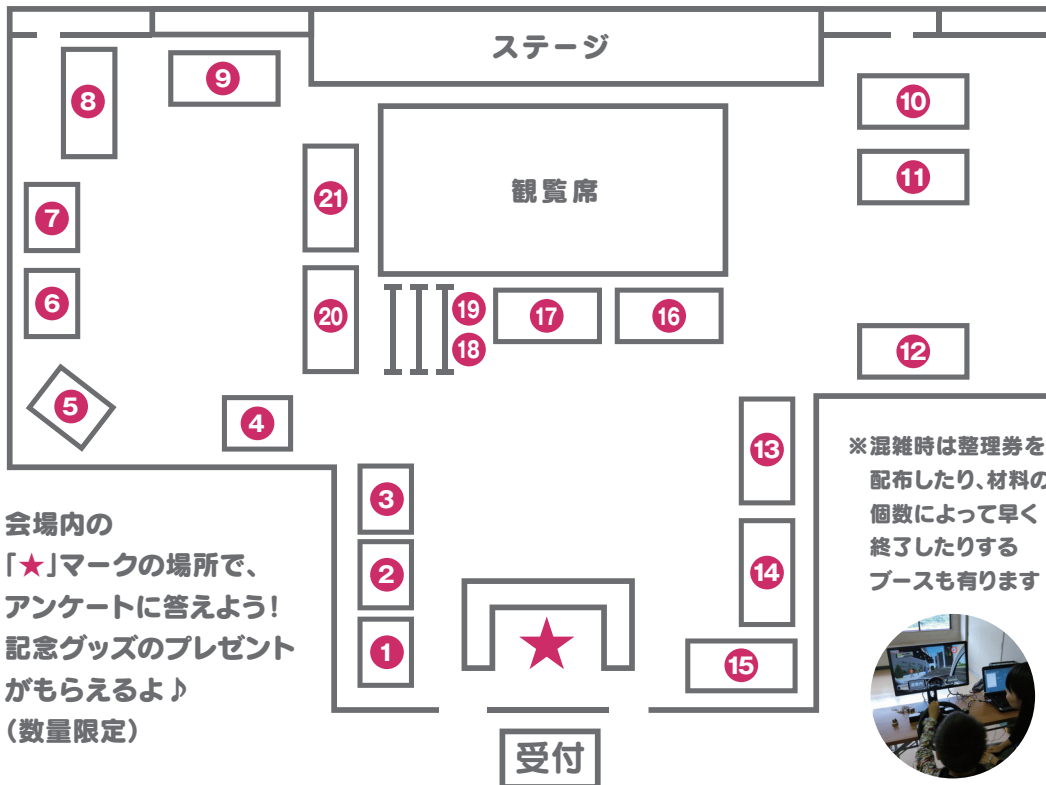 ステージ
観覧席
8
9
10
11
7
21
6
20
19
18
17
16
12
5
4
13
3
2
14
1
★
15
受付
会場内の
「★」マークの場所で、
アンケートに答えよう!
記念グッズのプレゼント
がもらえるよ♪
(数量限定)
※混雑時は整理券を
配布したり、材料の
個数によって早く
終了したりする
ブースも有ります